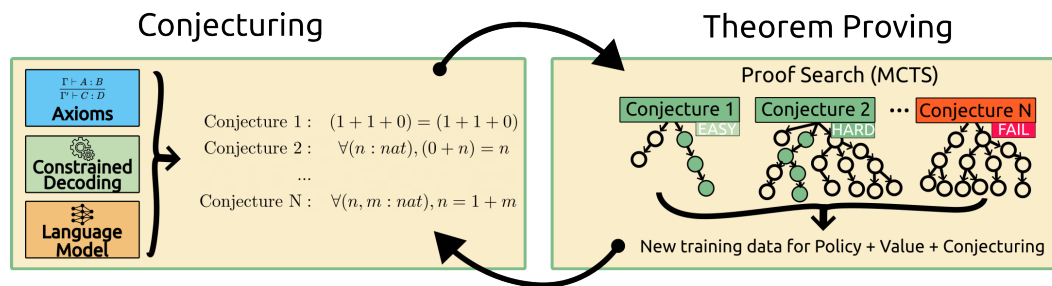 Conjecturing
Theorem Proving
Γ ⊢ A : B
Γ′ ⊢ C : D
Axioms
Constrained
Decoding
Language
Model
Conjecture 1 : (1 + 1 + 0) = (1 + 1 + 0)
Conjecture 2 : ∀(n : nat), (0 + n) = n
...
Conjecture N : ∀(n, m : nat), n = 1 + m
Proof Search (MCTS)
Conjecture 1
EASY
Conjecture 2
HARD
...
Conjecture N
FAIL
New training data for Policy + Value + Conjecturing